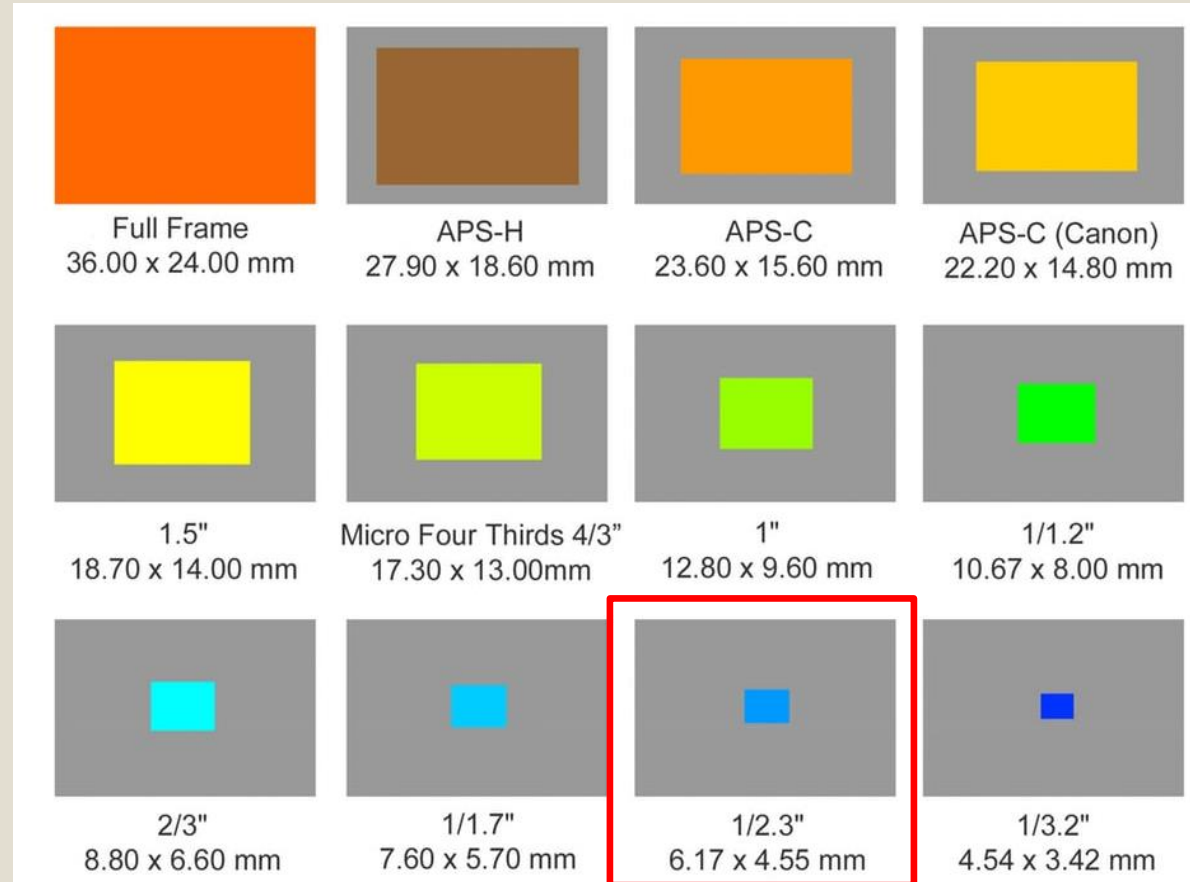 Full Frame
36.00 x 24.00 mm
APS-H
27.90 x 18.60 mm
APS-C
23.60 x 15.60 mm
APS-C (Canon)
22.20 x 14.80 mm
1.5"
18.70 x 14.00 mm
Micro Four Thirds 4/3”
17.30 x 13.00mm
1"
12.80 x 9.60 mm
1/1.2"
10.67 x 8.00 mm
2/3"
8.80 x 6.60 mm
1/1.7"
7.60 x 5.70 mm
1/2.3"
6.17 x 4.55 mm
1/3.2"
4.54 x 3.42 mm